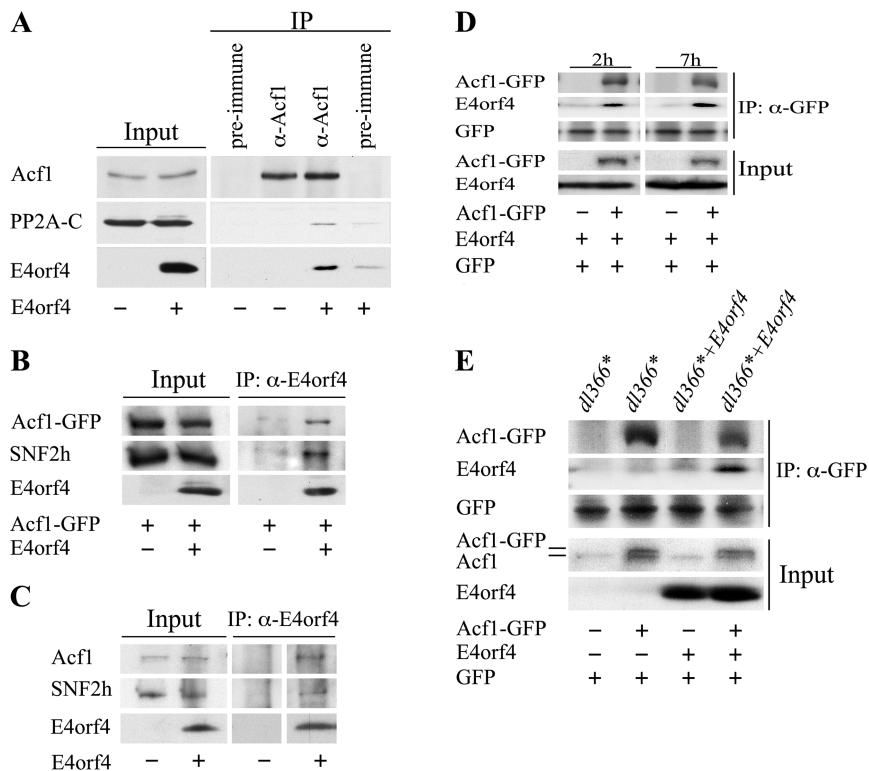 A
IP
Input
pre-immune
α-Acf1
α-Acf1
pre-immune
Acf1
PP2A-C
E4orf4
E4orf4 – + – – + +
B
Input IP: α-E4orf4
Acf1-GFP
SNF2h
E4orf4
Acf1-GFP + + + +
E4orf4 – + – +
C
Input IP: α-E4orf4
Acf1
SNF2h
E4orf4
E4orf4 – + – +
D
2h 7h
Acf1-GFP
E4orf4
GFP
IP: α-GFP
Acf1-GFP
E4orf4
Input
Acf1-GFP – + – +
E4orf4 + + + +
GFP + + + +
E
dl366*
dl366*
dl366*+E4orf4
dl366*+E4orf4
Acf1-GFP
E4orf4
GFP
IP: α-GFP
Acf1-GFP
Acf1
E4orf4
Input
Acf1-GFP – + – +
E4orf4 – – + +
GFP + + + +